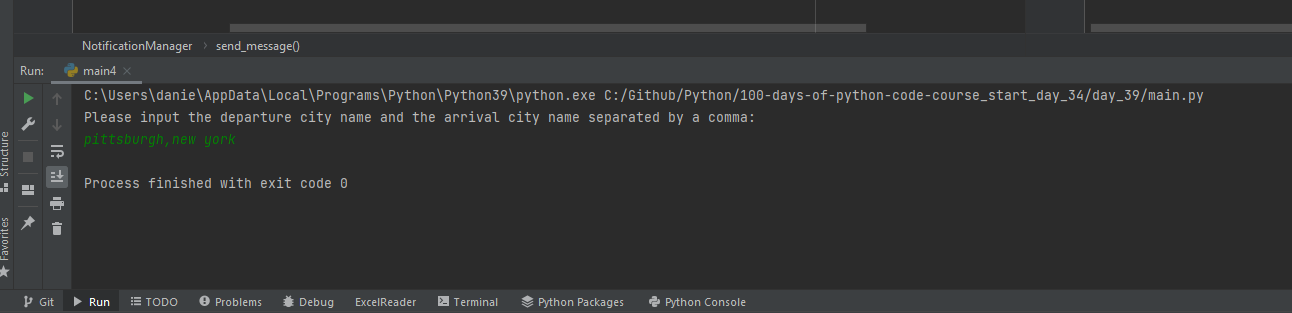 NotificationManager › send_message()
Run: main4
C:\Users\danie\AppData\Local\Programs\Python\Python39\python.exe C:/Github/Python/100-days-of-python-code-course_start_day_34/day_39/main.py
Please input the departure city name and the arrival city name separated by a comma:
pittsburgh,new york
Process finished with exit code 0
Structure
Favorites
Git Run TODO Problems Debug ExcelReader Terminal Python Packages Python Console